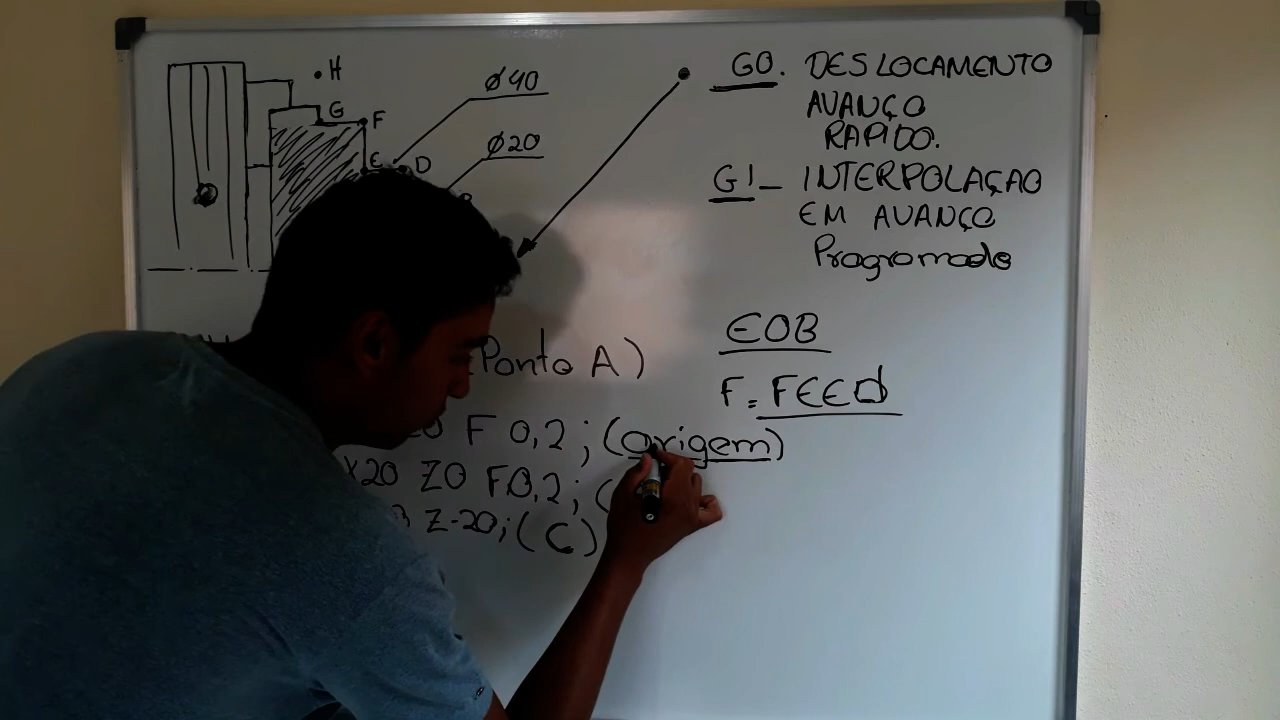 H
G
F
E
D
Ø40
Ø20
G0. DESLOCAMENTO
AVANÇO
RAPIDO.
G1_ INTERPOLAÇAO
EM AVANÇO
Programado
EOB
F= FEED
Ponto A)
F 0,2 ; (origem)
X20 Z0 F0,2; (
Z-20; ( C )